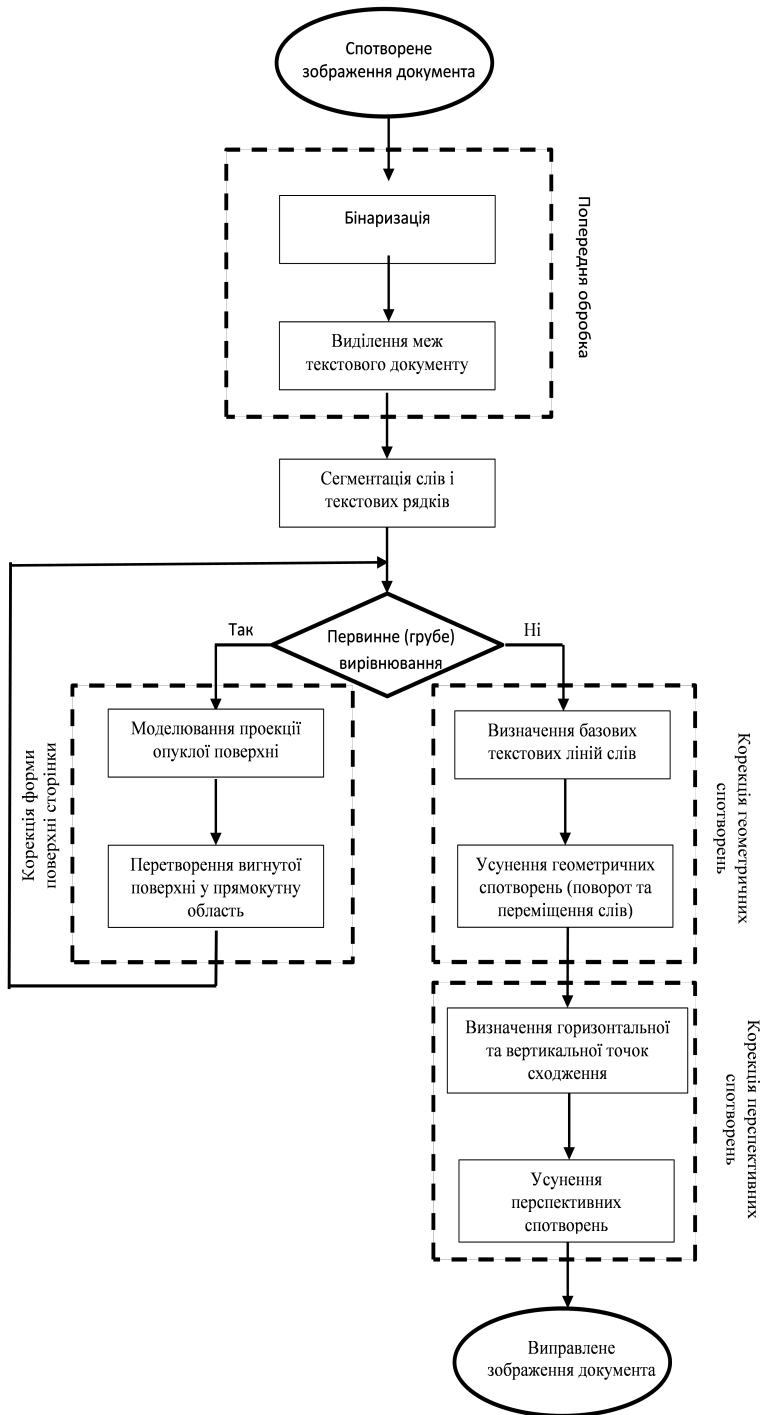 Спотворене
зображення документа
Бінаризація
Виділення меж
текстового документу
Попередня обробка
Сегментація слів і
текстових рядків
Первинне (грубе)
вирівнювання
Так
Ні
Моделювання проекції
опуклої поверхні
Перетворення вигнутої
поверхні у прямокутну
область
Корекція форми
поверхні сторінки
Визначення базових
текстових ліній слів
Усунення геометричних
спотворень (поворот та
переміщення слів)
Корекція геометричних
спотворень
Визначення горизонтальної
та вертикальної точок
сходження
Усунення
перспективних
спотворень
Корекція перспективних
спотворень
Виправлене
зображення документа